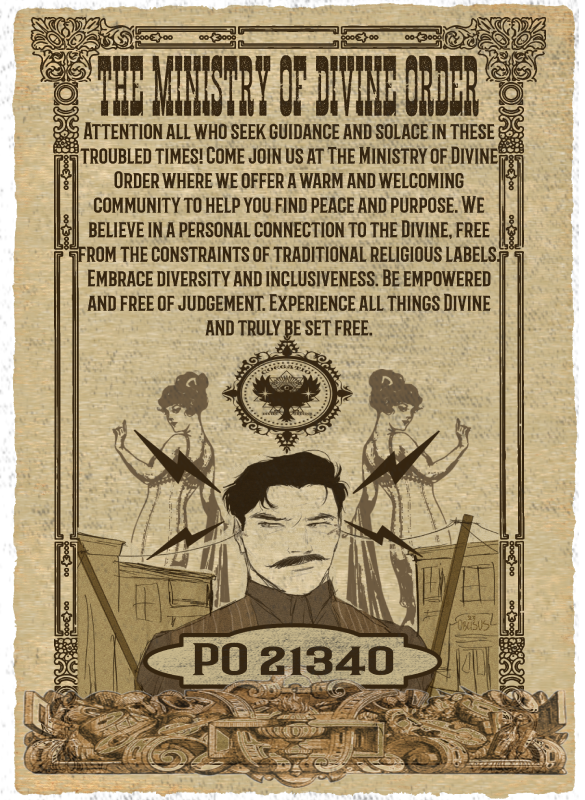 THE MINISTRY OF DIVINE ORDER
ATTENTION ALL WHO SEEK GUIDANCE AND SOLACE IN THESE
TROUBLED TIMES! COME JOIN US AT THE MINISTRY OF DIVINE
ORDER WHERE WE OFFER A WARM AND WELCOMING
COMMUNITY TO HELP YOU FIND PEACE AND PURPOSE. WE
BELIEVE IN A PERSONAL CONNECTION TO THE DIVINE, FREE
FROM THE CONSTRAINTS OF TRADITIONAL RELIGIOUS LABELS.
EMBRACE DIVERSITY AND INCLUSIVENESS. BE EMPOWERED
AND FREE OF JUDGEMENT. EXPERIENCE ALL THINGS DIVINE
AND TRULY BE SET FREE.
PO 21340